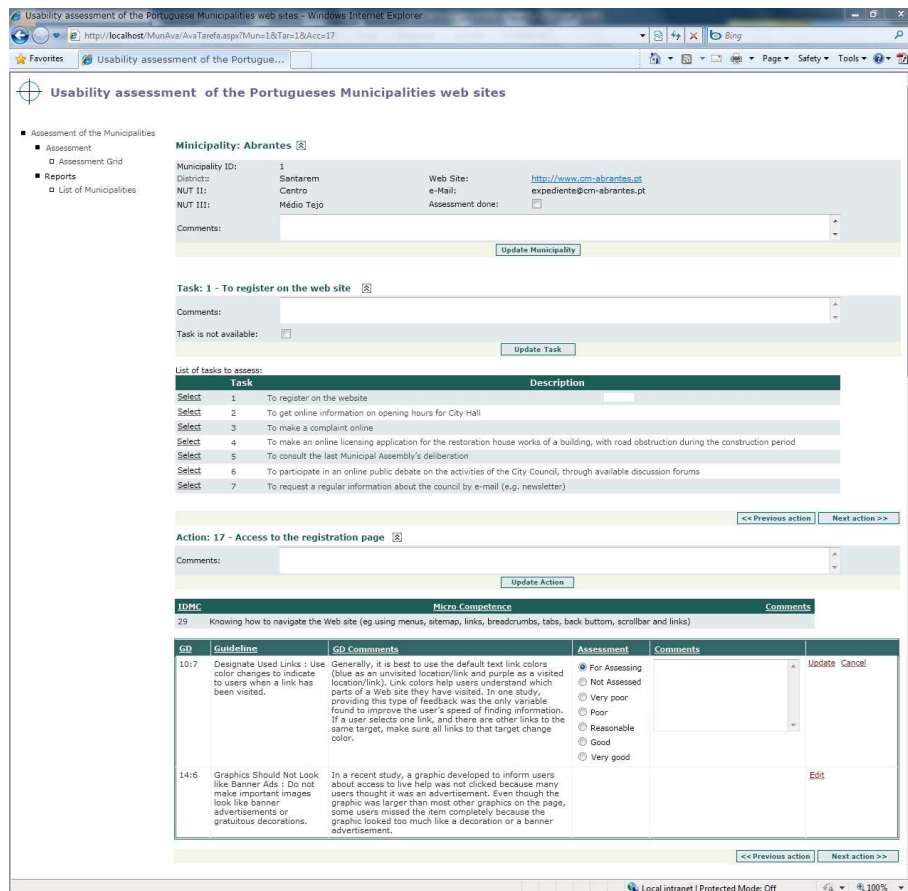 Usability assessment of the Portuguese Municipalities web sites - Windows Internet Explorer
http://localhost/MunAva/AvaTarefa.aspx?Mun=1&Tar=1&Acc=17
Bing
Favorites
Usability assessment of the Portugue...
Page Safety Tools
Usability assessment of the Portugueses Municipalities web sites
Assessment of the Municipalities
Assessment
Assessment Grid
Reports
List of Municipalities
Minicipality: Abrantes
Municipality ID: 1
District:: Santarem Web Site: http://www.cm-abrantes.pt
NUT II: Centro e-Mail: expediente@cm-abrantes.pt
NUT III: Médio Tejo Assessment done:
Comments:
Update Municipality
Task: 1 - To register on the web site
Comments:
Task is not available:
Update Task
List of tasks to assess:
Task Description
Select 1 To register on the website
Select 2 To get online information on opening hours for City Hall
Select 3 To make a complaint online
Select 4 To make an online licensing application for the restoration house works of a building, with road obstruction during the construction period
Select 5 To consult the last Municipal Assembly's deliberation
Select 6 To participate in an online public debate on the activities of the City Council, through available discussion forums
Select 7 To request a regular information about the council by e-mail (e.g. newsletter)
<< Previous action Next action >>
Action: 17 - Access to the registration page
Comments:
Update Action
IDMC Micro Competence Comments
29 Knowing how to navigate the Web site (eg using menus, sitemap, links, breadcrumbs, tabs, back buttom, scrollbar and links)
GD Guideline GD Comments Assessment Comments
10:7
Designate Used Links : Use
color changes to indicate
to users when a link has
been visited.
Generally, it is best to use the default text link colors
(blue as an unvisited location/link and purple as a visited
location/link). Link colors help users understand which
parts of a Web site they have visited. In one study,
providing this type of feedback was the only variable
found to improve the user's speed of finding information.
If a user selects one link, and there are other links to the
same target, make sure all links to that target change
color.
For Assessing
Not Assessed
Very poor
Poor
Reasonable
Good
Very good
Update Cancel
14:6
Graphics Should Not Look
like Banner Ads : Do not
make important images
look like banner
advertisements or
gratuitous decorations.
In a recent study, a graphic developed to inform users
about access to live help was not clicked because many
users thought it was an advertisement. Even though the
graphic was larger than most other graphics on the page,
some users missed the item completely because the
graphic looked too much like a decoration or a banner
advertisement.
Edit
<< Previous action Next action >>
Local intranet | Protected Mode: Off 100%